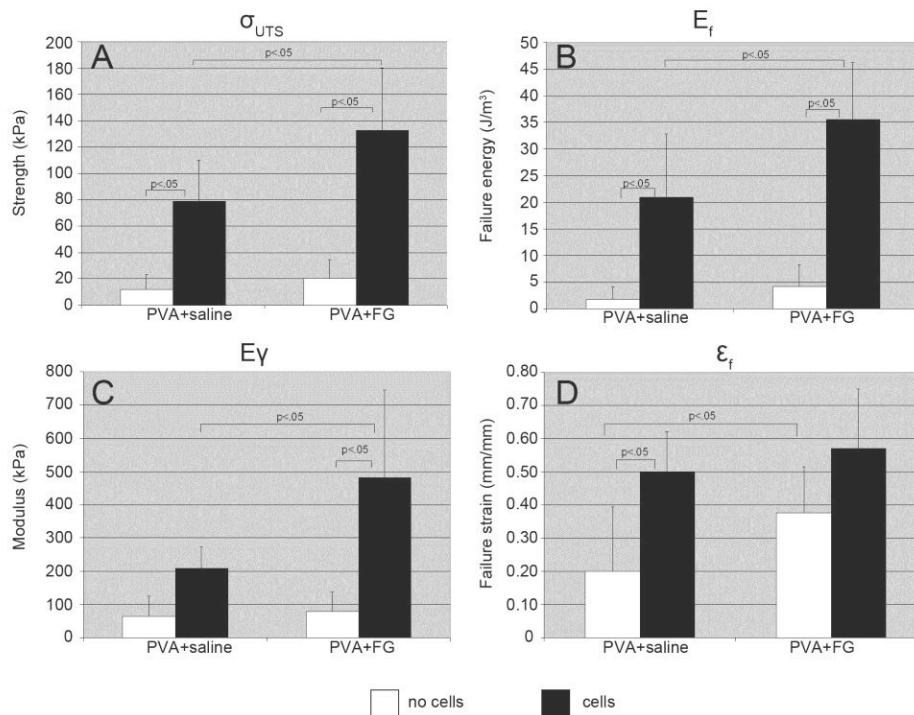 σUTS
A
Strength (kPa)
200
180
160
140
120
100
80
60
40
20
0
p<.05
p<.05
p<.05
PVA+saline
PVA+FG
Ef
B
Failure energy (J/m³)
50
45
40
35
30
25
20
15
10
5
0
p<.05
p<.05
p<.05
PVA+saline
PVA+FG
Eγ
C
Modulus (kPa)
800
700
600
500
400
300
200
100
0
p<.05
p<.05
PVA+saline
PVA+FG
εf
D
Failure strain (mm/mm)
0.80
0.70
0.60
0.50
0.40
0.30
0.20
0.10
0
p<.05
p<.05
PVA+saline
PVA+FG
no cells
cells